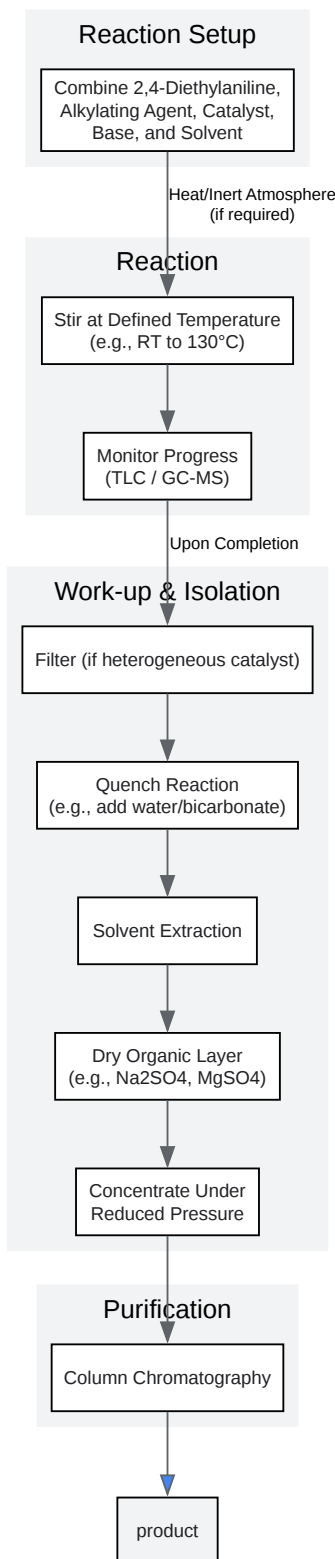 Reaction Setup
Combine 2,4-Diethylaniline,
Alkylating Agent, Catalyst,
Base, and Solvent
Heat/Inert Atmosphere
(if required)
Reaction
Stir at Defined Temperature
(e.g., RT to 130°C)
Monitor Progress
(TLC / GC-MS)
Upon Completion
Work-up & Isolation
Filter (if heterogeneous catalyst)
Quench Reaction
(e.g., add water/bicarbonate)
Solvent Extraction
Dry Organic Layer
(e.g., Na2SO4, MgSO4)
Concentrate Under
Reduced Pressure
Purification
Column Chromatography
product